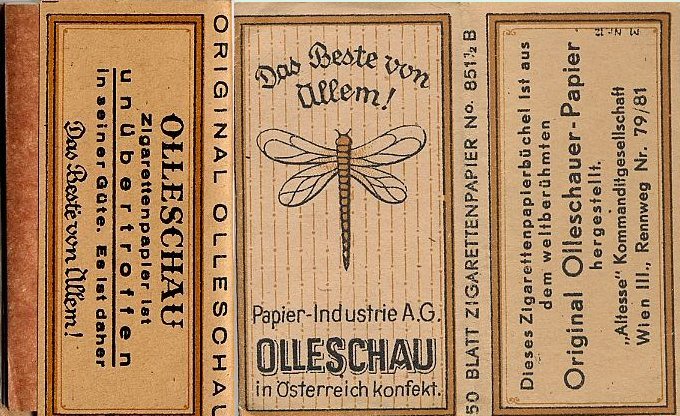 OLLESCHAU
Zigarettenpapier ist
unübertroffen
in seiner Güte. Es ist daher
Das Beste von Allem!
ORIGINAL OLLESCHAU
Das Beste von
Allem!
Papier-Industrie A.G.
OLLESCHAU
in Österreich konfekt.
50 BLATT ZIGARETTENPAPIER No. 851½ B
Dieses Zigarettenpapierbüchel ist aus
dem weltberühmten
Original Olleschauer-Papier
hergestellt.
„Altesse" Kommanditgesellschaft
Wien III., Rennweg Nr. 79/81